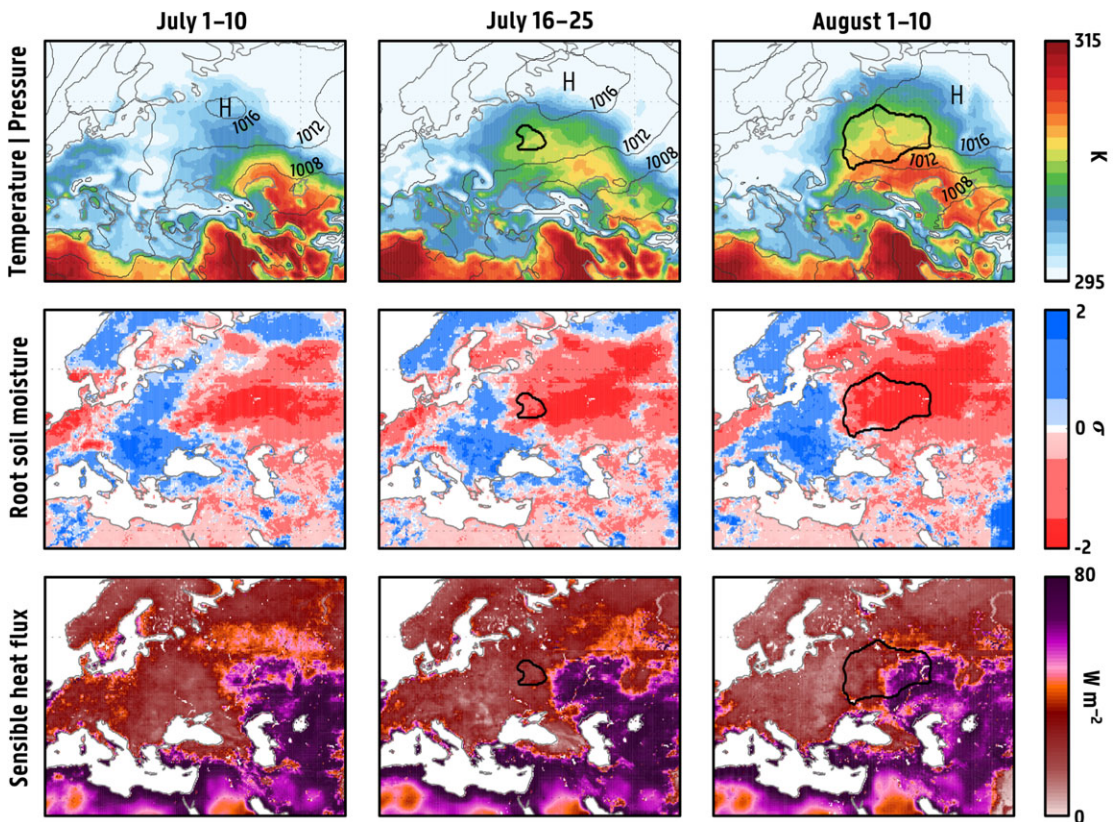 July 1–10
July 16–25
August 1–10
Temperature | Pressure
H
1016
1012
1008
H
1016
1012
1008
H
1016
1012
1008
315
K
295
Root soil moisture
2
0
σ
-2
Sensible heat flux
80
W m⁻²
0